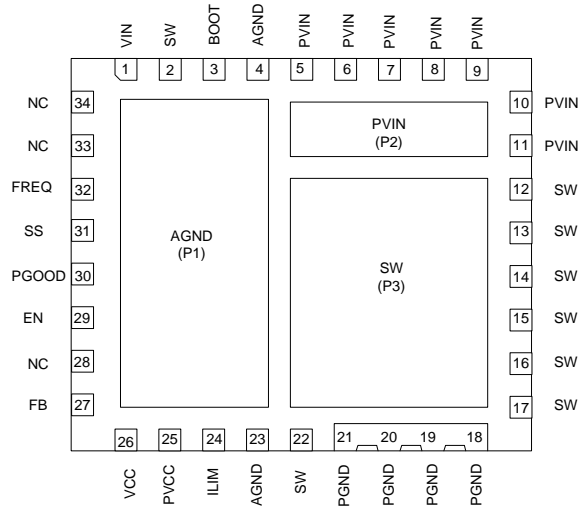 VIN SW BOOT AGND PVIN PVIN PVIN PVIN PVIN
1 2 3 4 5 6 7 8 9
NC 34 10 PVIN
NC 33 11 PVIN
FREQ 32 12 SW
SS 31 13 SW
PGOOD 30 14 SW
EN 29 15 SW
NC 28 16 SW
FB 27 17 SW
PVIN
(P2)
AGND
(P1)
SW
(P3)
26 25 24 23 22 21 20 19 18
VCC PVCC ILIM AGND SW PGND PGND PGND PGND